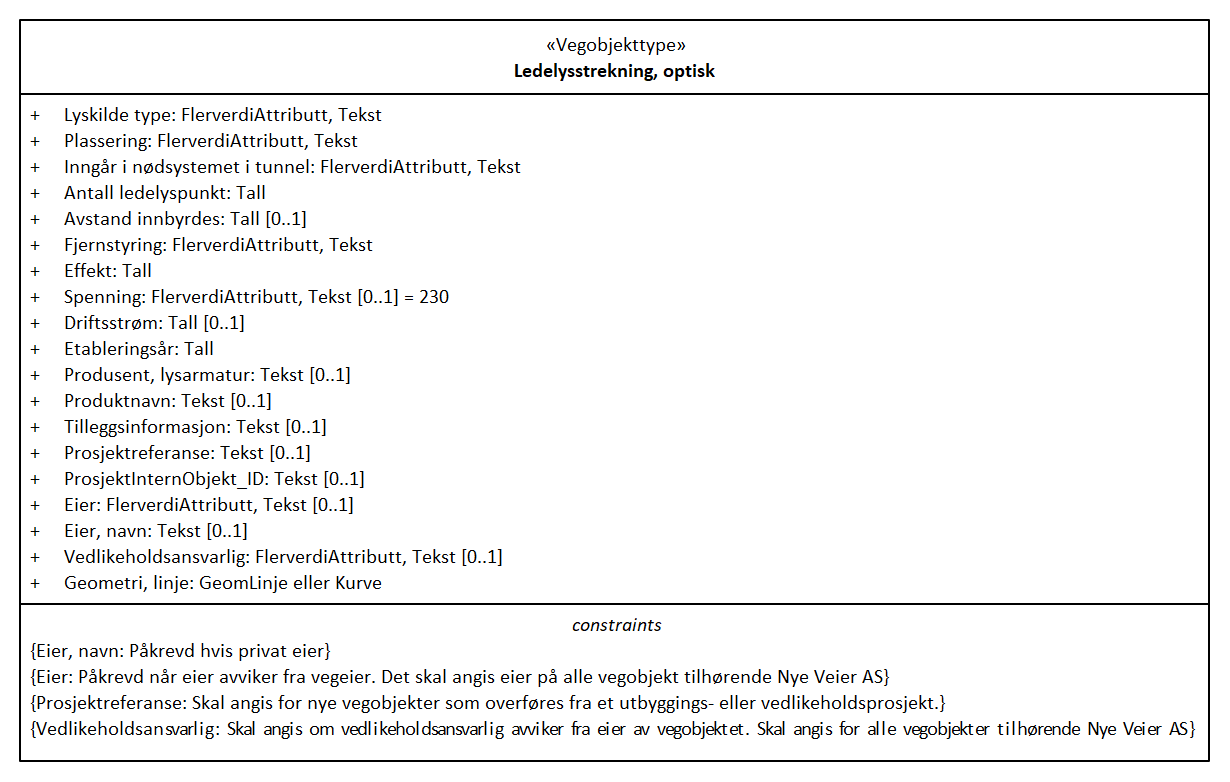 «Vegobjekttype»
Ledelysstrekning, optisk
+ Lyskilde type: FlerverdiAttributt, Tekst
+ Plassering: FlerverdiAttributt, Tekst
+ Inngår i nødsystemet i tunnel: FlerverdiAttributt, Tekst
+ Antall ledelyspunkt: Tall
+ Avstand innbyrdes: Tall [0..1]
+ Fjernstyring: FlerverdiAttributt, Tekst
+ Effekt: Tall
+ Spenning: FlerverdiAttributt, Tekst [0..1] = 230
+ Driftsstrøm: Tall [0..1]
+ Etableringsår: Tall
+ Produsent, lysarmatur: Tekst [0..1]
+ Produktnavn: Tekst [0..1]
+ Tilleggsinformasjon: Tekst [0..1]
+ Prosjektreferanse: Tekst [0..1]
+ ProsjektInternObjekt_ID: Tekst [0..1]
+ Eier: FlerverdiAttributt, Tekst [0..1]
+ Eier, navn: Tekst [0..1]
+ Vedlikeholdsansvarlig: FlerverdiAttributt, Tekst [0..1]
+ Geometri, linje: GeomLinje eller Kurve
constraints
{Eier, navn: Påkrevd hvis privat eier}
{Eier: Påkrevd når eier avviker fra vegeier. Det skal angis eier på alle vegobjekt tilhørende Nye Veier AS}
{Prosjektreferanse: Skal angis for nye vegobjekter som overføres fra et utbyggings- eller vedlikeholdsprosjekt.}
{Vedlikeholdsansvarlig: Skal angis om vedlikeholdsansvarlig avviker fra eier av vegobjektet. Skal angis for alle vegobjekter tilhørende Nye Veier AS}